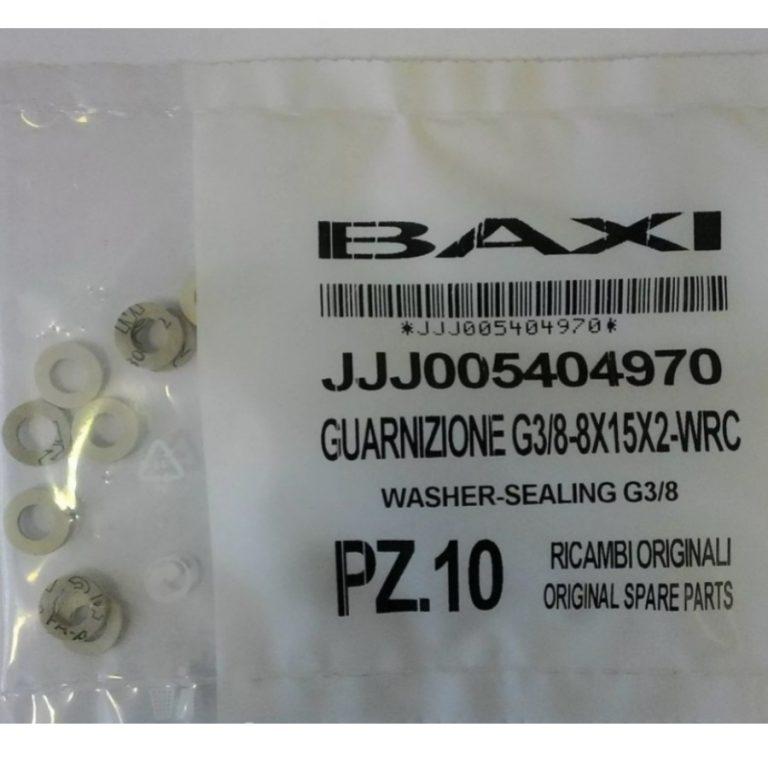 BAXI
*JJJ005404970*
JJJ005404970
GUARNIZIONE G3/8-8X15X2-WRC
WASHER-SEALING G3/8
PZ.10
RICAMBI ORIGINALI
ORIGINAL SPARE PARTS